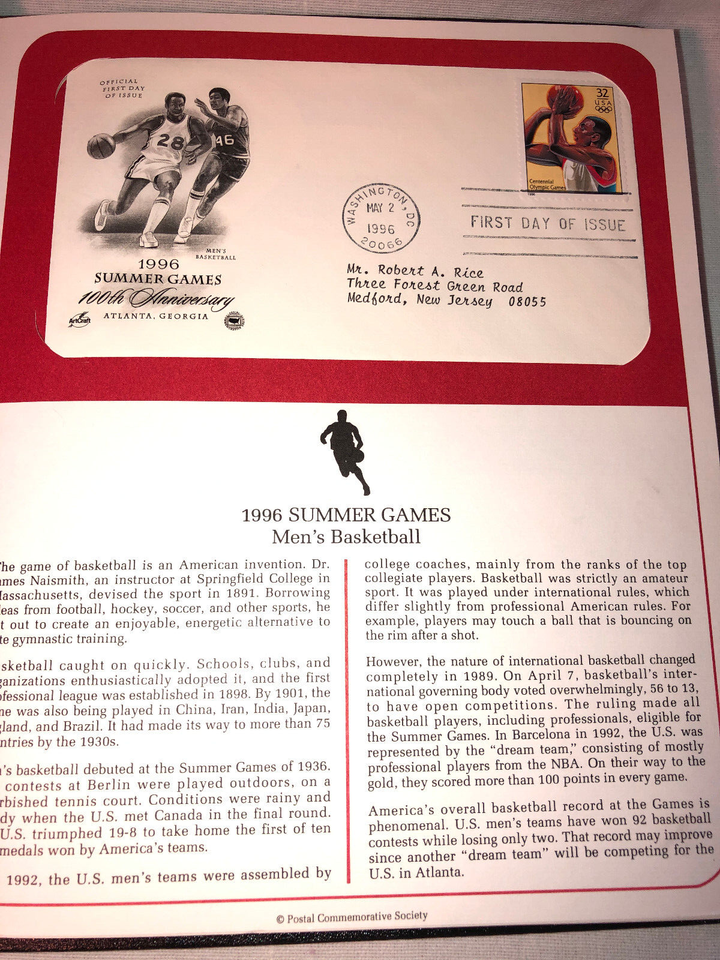 OFFICIAL
FIRST DAY
OF ISSUE
28
46
MEN'S
BASKETBALL
1996
SUMMER GAMES
100th Anniversary
ATLANTA, GEORGIA
ArtCraft
32
USA
Centennial
Olympic Games
1996
WASHINGTON, DC
MAY 2
1996
20066
FIRST DAY OF ISSUE
Mr. Robert A. Rice
Three Forest Green Road
Medford, New Jersey 08055
1996 SUMMER GAMES
Men's Basketball
he game of basketball is an American invention. Dr.
mes Naismith, an instructor at Springfield College in
assachusetts, devised the sport in 1891. Borrowing
eas from football, hockey, soccer, and other sports, he
t out to create an enjoyable, energetic alternative to
te gymnastic training.
sketball caught on quickly. Schools, clubs, and
ganizations enthusiastically adopted it, and the first
ofessional league was established in 1898. By 1901, the
me was also being played in China, Iran, India, Japan,
gland, and Brazil. It had made its way to more than 75
ntries by the 1930s.
's basketball debuted at the Summer Games of 1936.
contests at Berlin were played outdoors, on a
rbished tennis court. Conditions were rainy and
dy when the U.S. met Canada in the final round.
U.S. triumphed 19-8 to take home the first of ten
medals won by America's teams.
1992, the U.S. men's teams were assembled by
college coaches, mainly from the ranks of the top
collegiate players. Basketball was strictly an amateur
sport. It was played under international rules, which
differ slightly from professional American rules. For
example, players may touch a ball that is bouncing on
the rim after a shot.
However, the nature of international basketball changed
completely in 1989. On April 7, basketball's inter-
national governing body voted overwhelmingly, 56 to 13,
to have open competitions. The ruling made all
basketball players, including professionals, eligible for
the Summer Games. In Barcelona in 1992, the U.S. was
represented by the “dream team,” consisting of mostly
professional players from the NBA. On their way to the
gold, they scored more than 100 points in every game.
America's overall basketball record at the Games is
phenomenal. U.S. men's teams have won 92 basketball
contests while losing only two. That record may improve
since another “dream team” will be competing for the
U.S. in Atlanta.
© Postal Commemorative Society